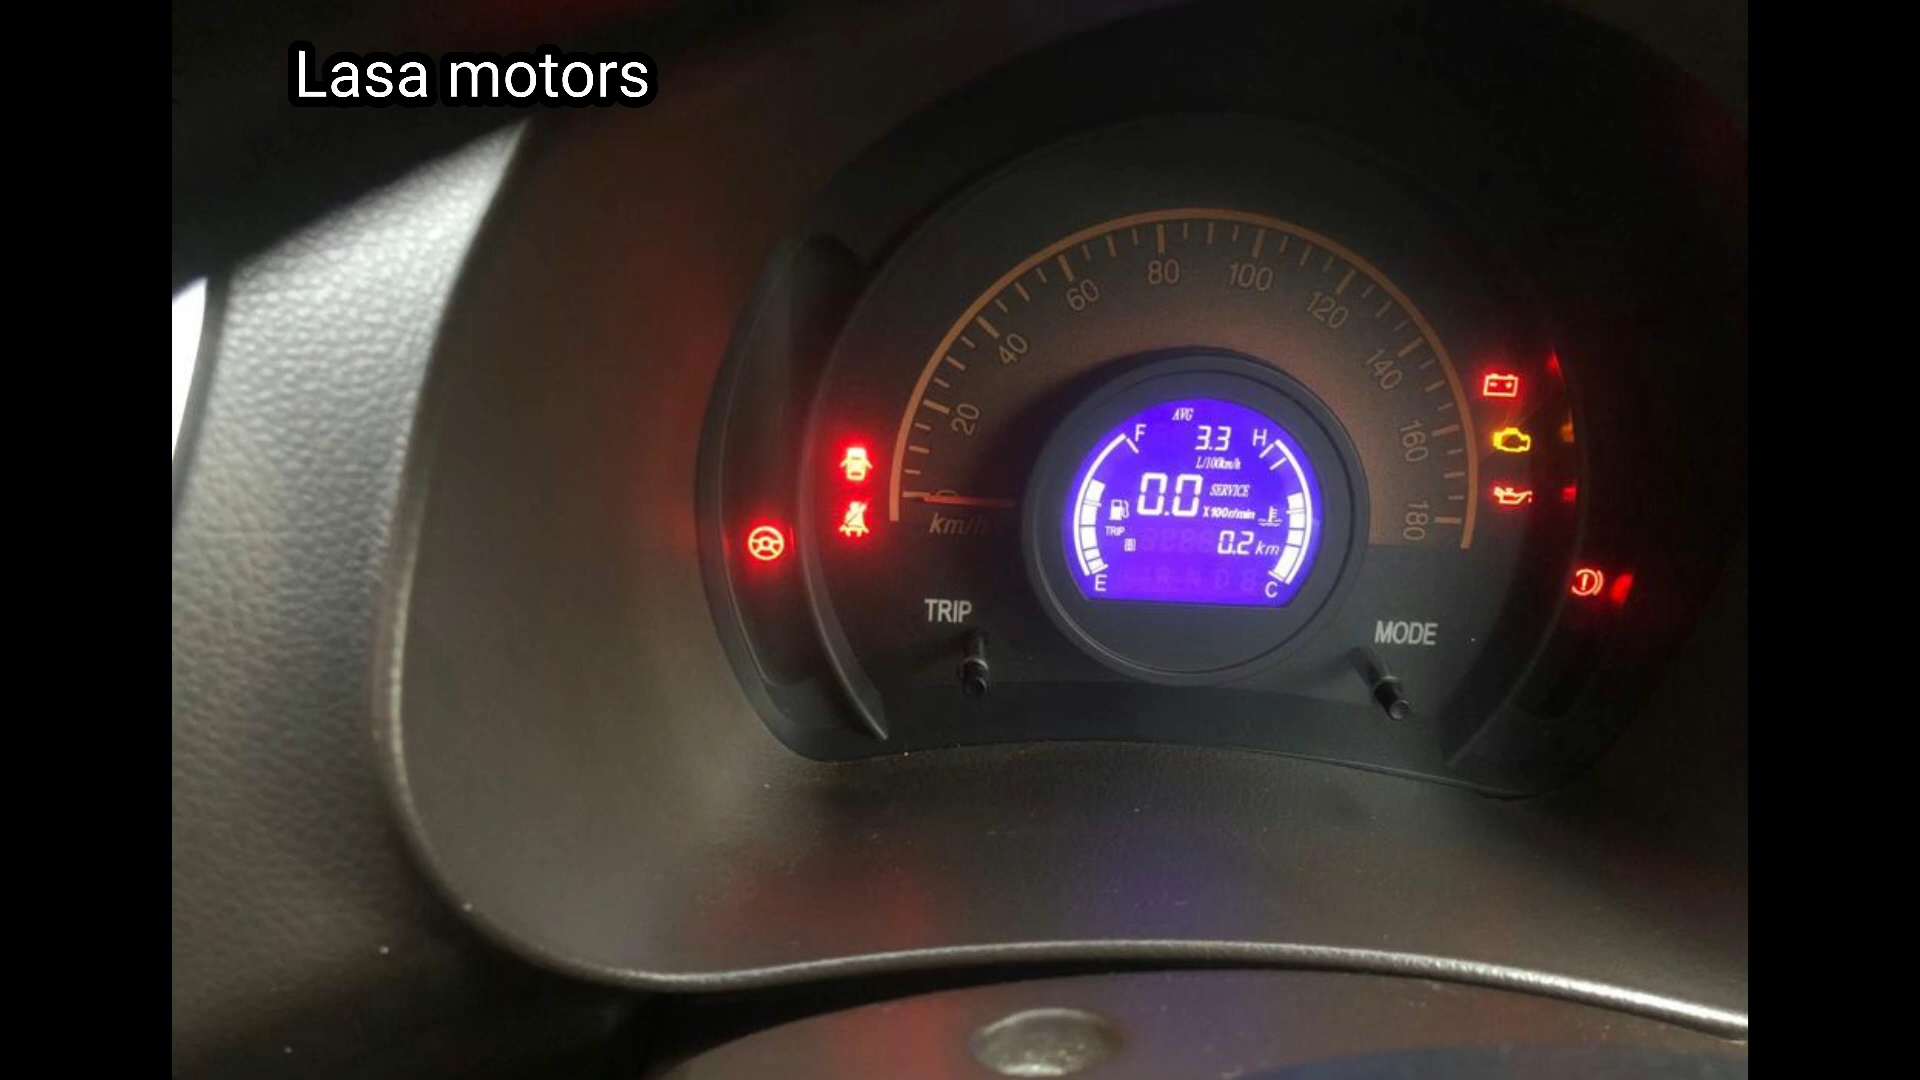 Lasa motors
20
40
60
80
100
120
140
160
180
km/h
AVG
3.3
L/100km/h
F
H
0.0
SERVICE
X100r/min
TRIP
B
0.2 km
E
C
TRIP
MODE